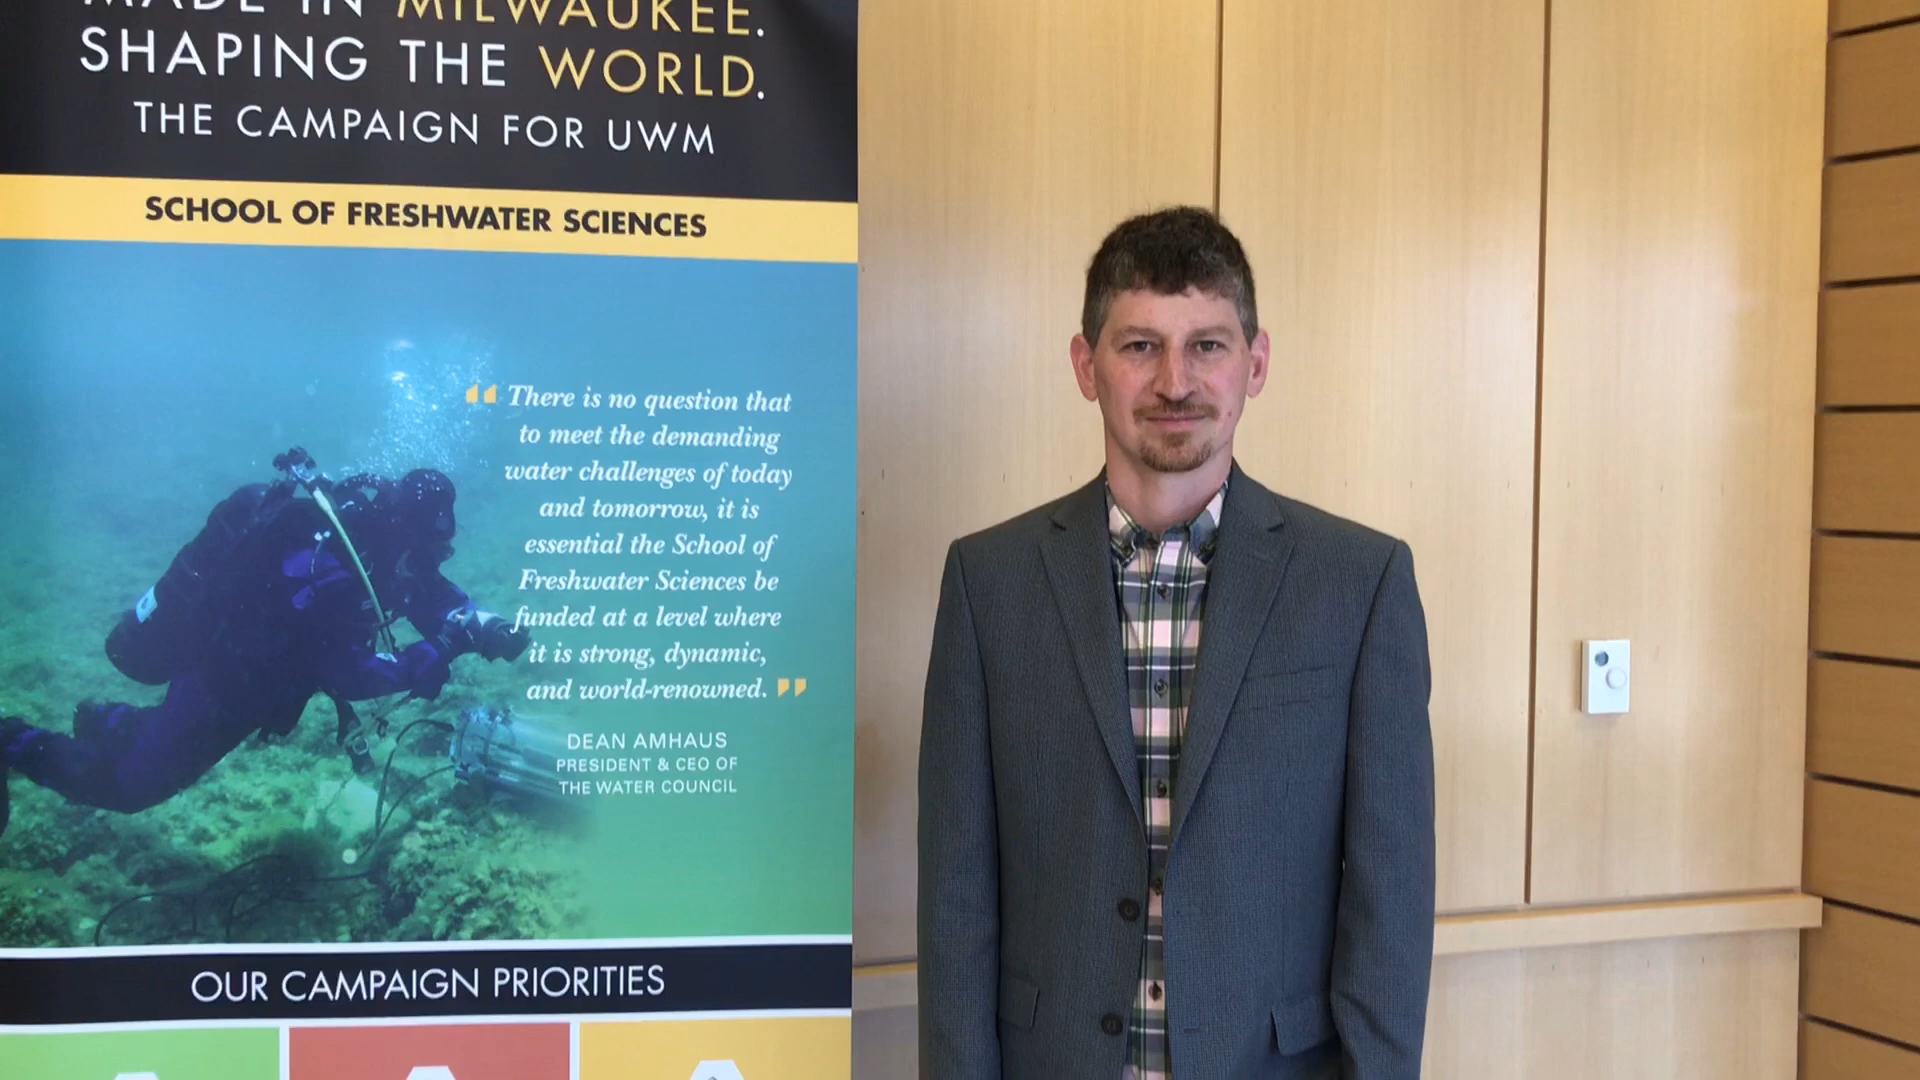 MADE IN MILWAUKEE.
SHAPING THE WORLD.
THE CAMPAIGN FOR UWM
SCHOOL OF FRESHWATER SCIENCES
“ There is no question that
to meet the demanding
water challenges of today
and tomorrow, it is
essential the School of
Freshwater Sciences be
funded at a level where
it is strong, dynamic,
and world-renowned. ”
DEAN AMHAUS
PRESIDENT & CEO OF
THE WATER COUNCIL
OUR CAMPAIGN PRIORITIES